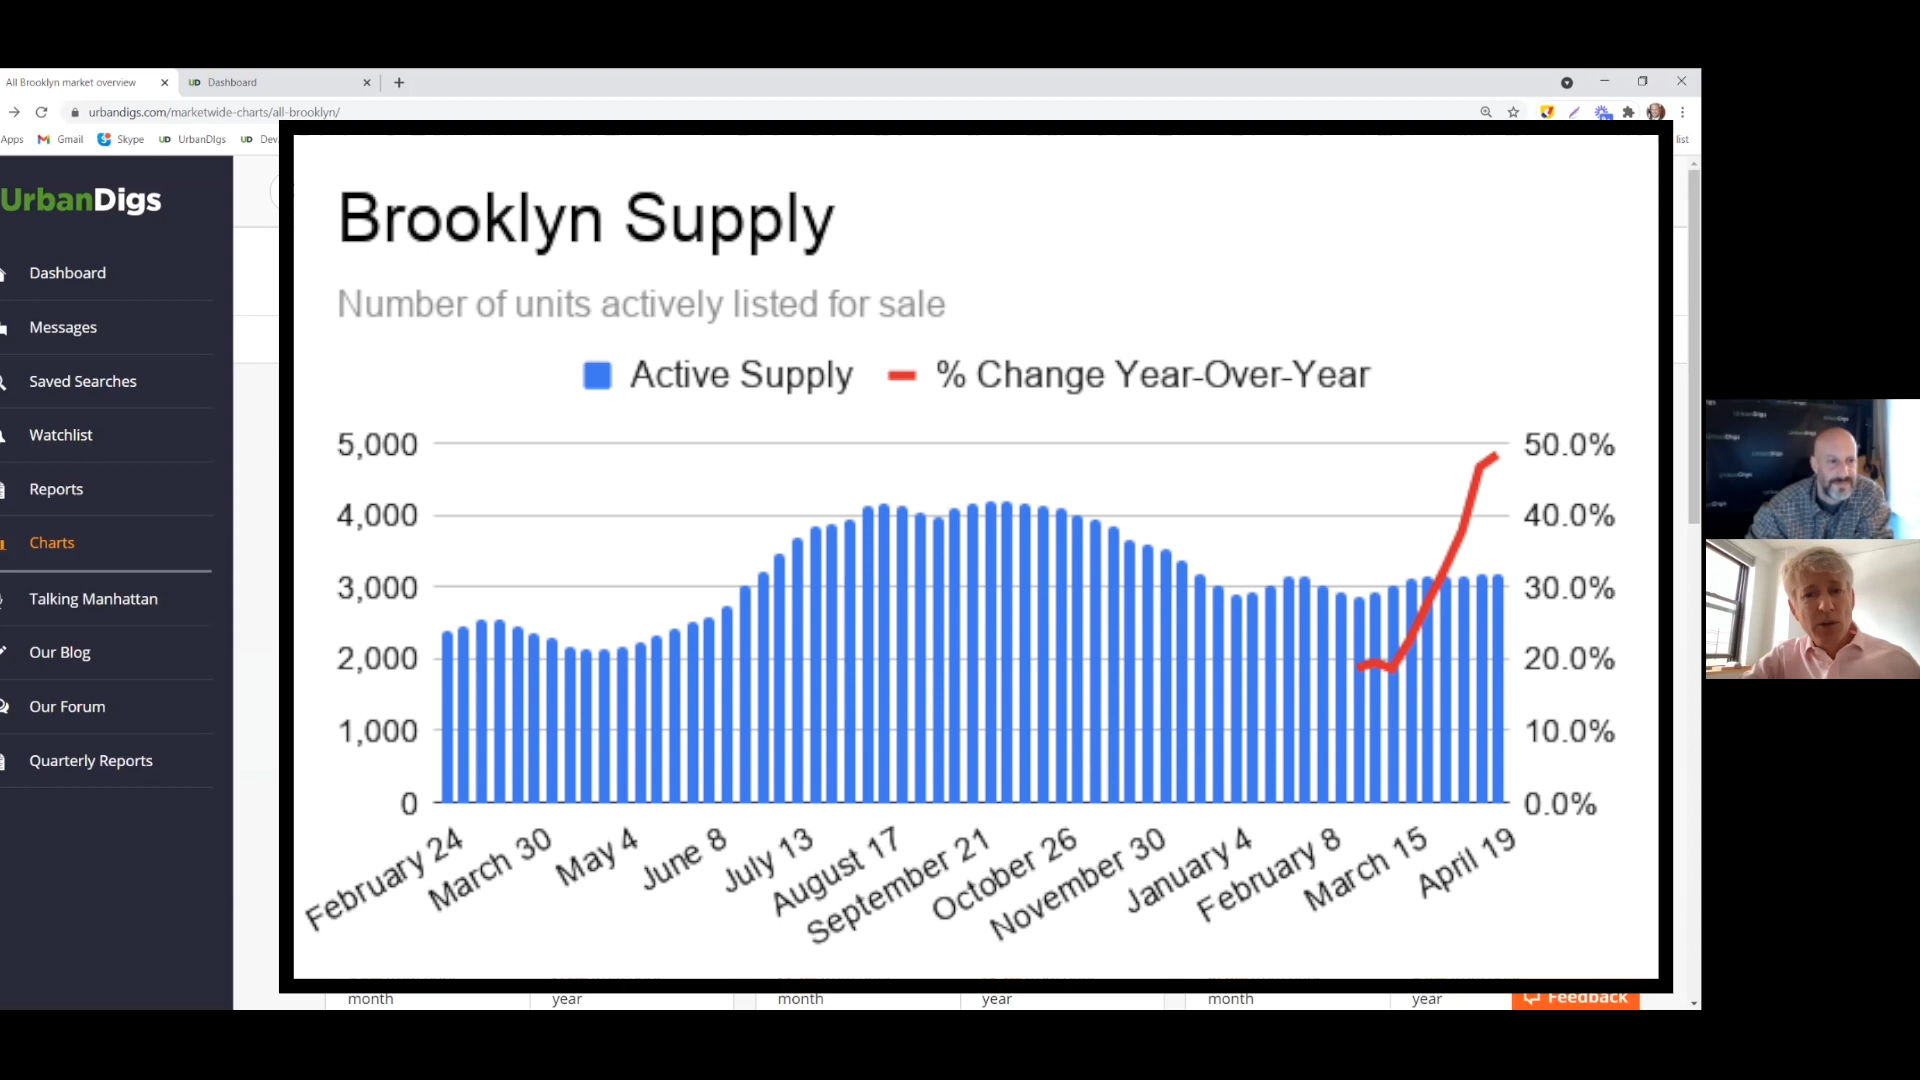 All Brooklyn market overview
UD Dashboard
urbandigs.com/marketwide-charts/all-brooklyn/
Apps Gmail Skype UD UrbanDIgs UD Dev list
UrbanDigs
Dashboard
Messages
Saved Searches
Watchlist
Reports
Charts
Talking Manhattan
Our Blog
Our Forum
Quarterly Reports
Brooklyn Supply
Number of units actively listed for sale
Active Supply % Change Year-Over-Year
5,000 50.0%
4,000 40.0%
3,000 30.0%
2,000 20.0%
1,000 10.0%
0 0.0%
February 24 March 30 May 4 June 8 July 13 August 17 September 21 October 26 November 30 January 4 February 8 March 15 April 19
month year month year month year
Feedback